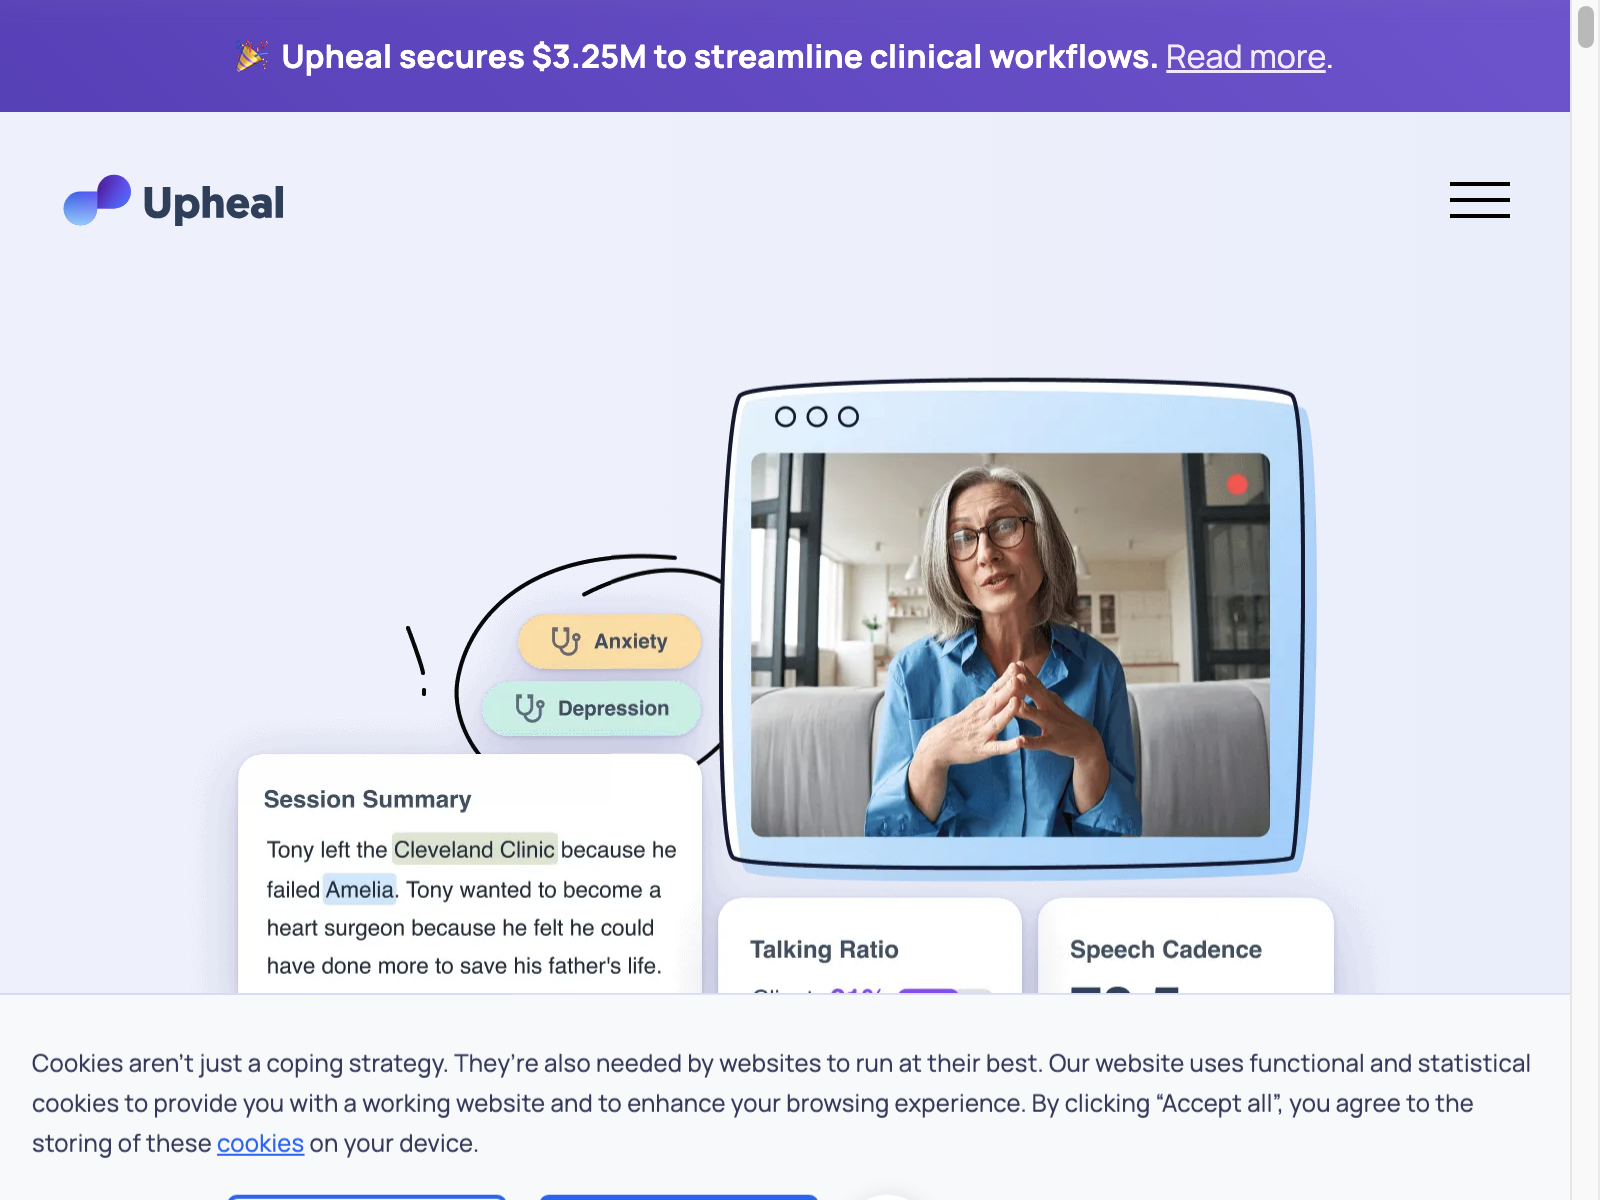 🎉 Upheal secures $3.25M to streamline clinical workflows. Read more.
Upheal
Anxiety
Depression
Session Summary
Tony left the Cleveland Clinic because he
failed Amelia. Tony wanted to become a
heart surgeon because he felt he could
have done more to save his father's life.
Talking Ratio
Speech Cadence
Cookies aren’t just a coping strategy. They’re also needed by websites to run at their best. Our website uses functional and statistical
cookies to provide you with a working website and to enhance your browsing experience. By clicking “Accept all”, you agree to the
storing of these cookies on your device.